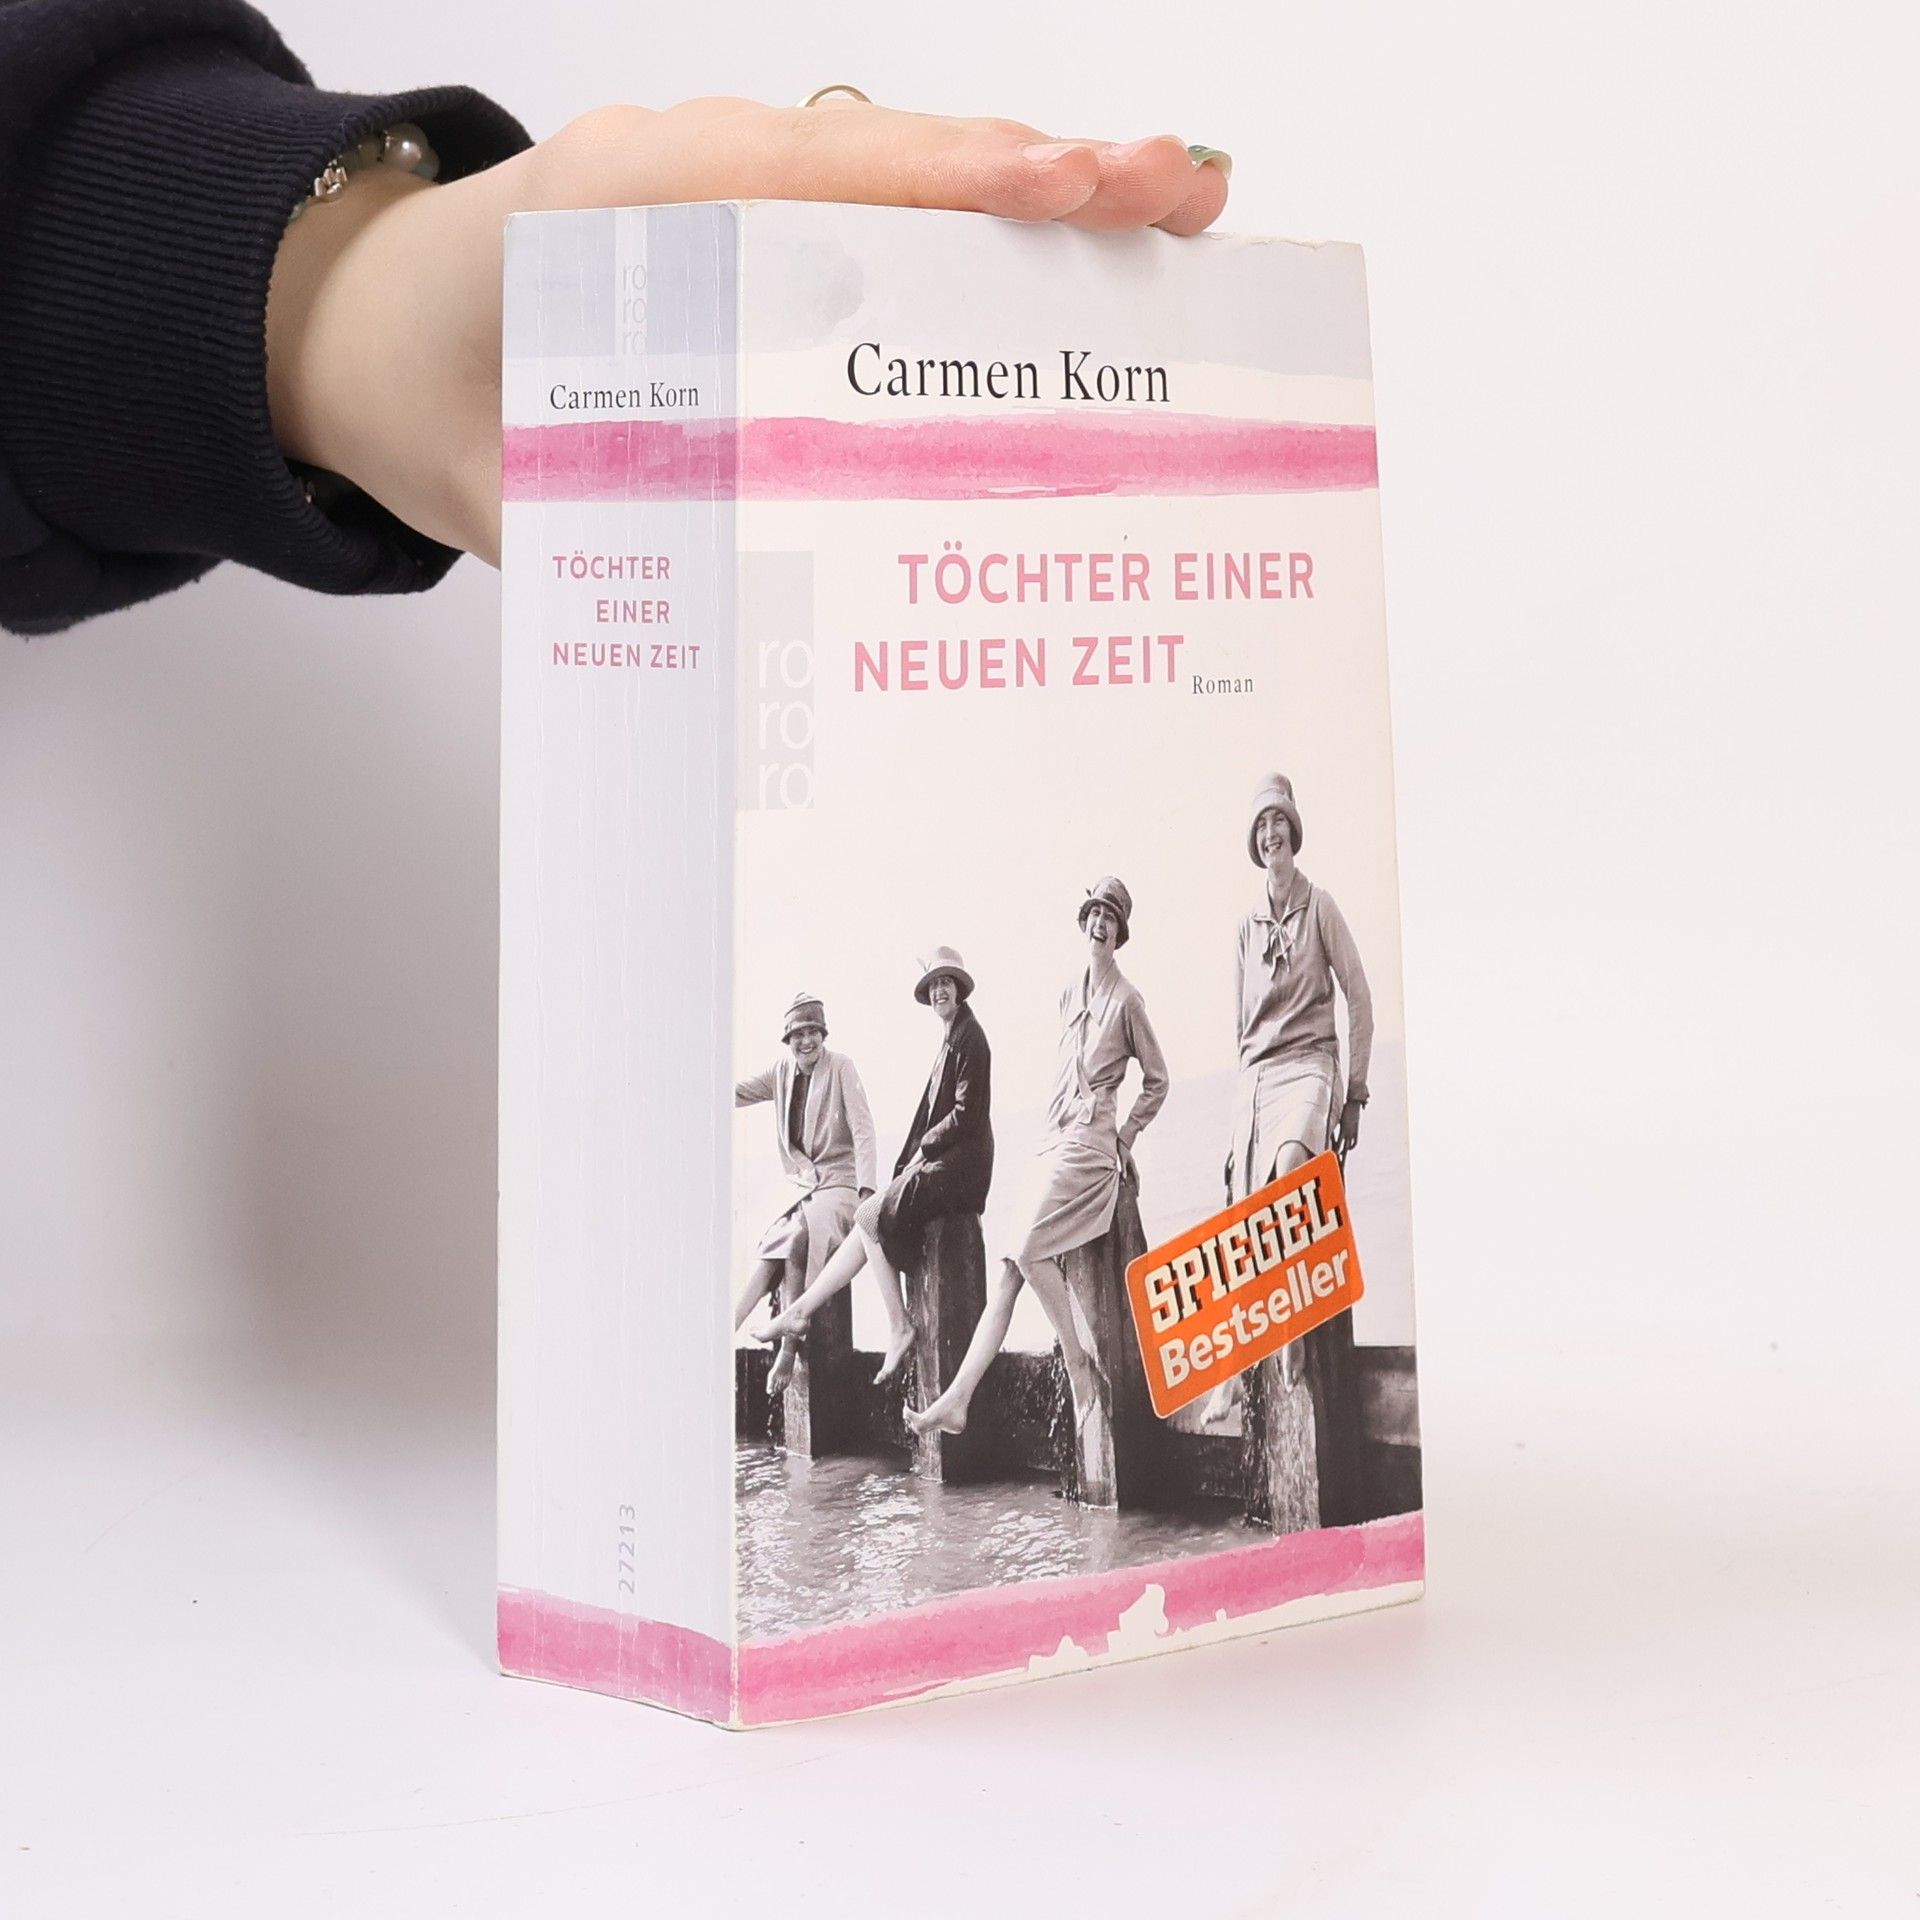 ro
ro
ro
Carmen Korn
TÖCHTER
EINER
NEUEN ZEIT
27213
Carmen Korn
TÖCHTER EINER
NEUEN ZEIT Roman
ro
ro
ro
SPIEGEL
Bestseller